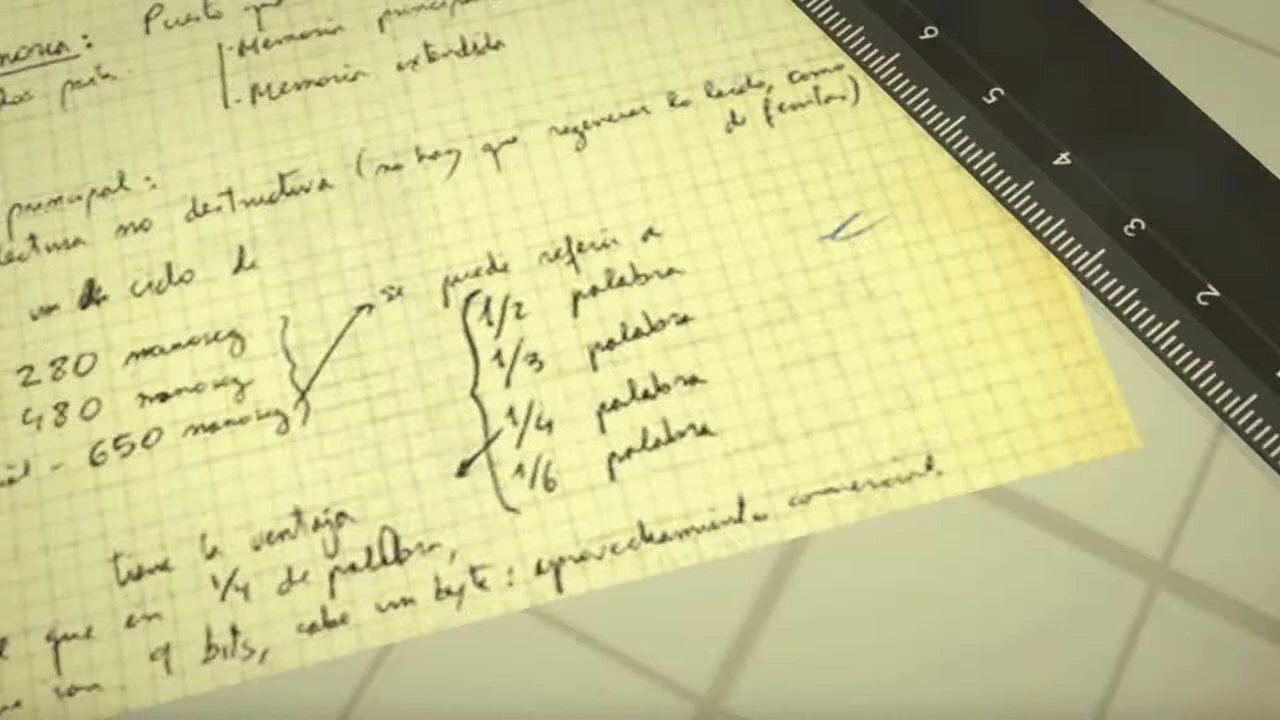 Puesto que
Memoria principal
Memoria extendida
principal:
lectura no destructiva (no hay que regenerar lo leído, como
de ferritas)
un ciclo de
280 nanoseg
480 nanoseg
650 nanoseg
se puede referir a
1/2 palabra
1/3 palabra
1/4 palabra
1/6 palabra
tiene la ventaja
que en 1/4 de palabra,
son 9 bits, cabe un byte: aprovechamiento comercial.
6
5
4
3
2